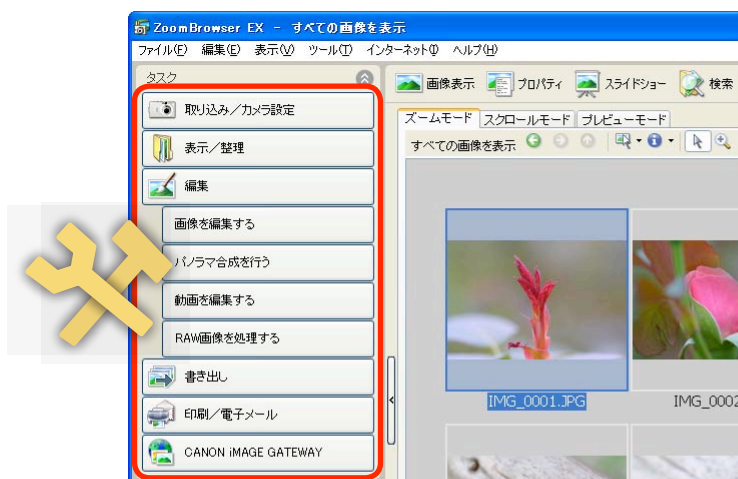 ZoomBrowser EX - すべての画像を表示
ファイル(F) 編集(E) 表示(V) ツール(T) インターネット(I) ヘルプ(H)
タスク
画像表示 プロパティ スライドショー 検索
取り込み/カメラ設定
ズームモード スクロールモード プレビューモード
すべての画像を表示
表示/整理
編集
画像を編集する
パノラマ合成を行う
動画を編集する
RAW画像を処理する
書き出し
IMG_0001.JPG IMG_0002
印刷/電子メール
CANON iMAGE GATEWAY